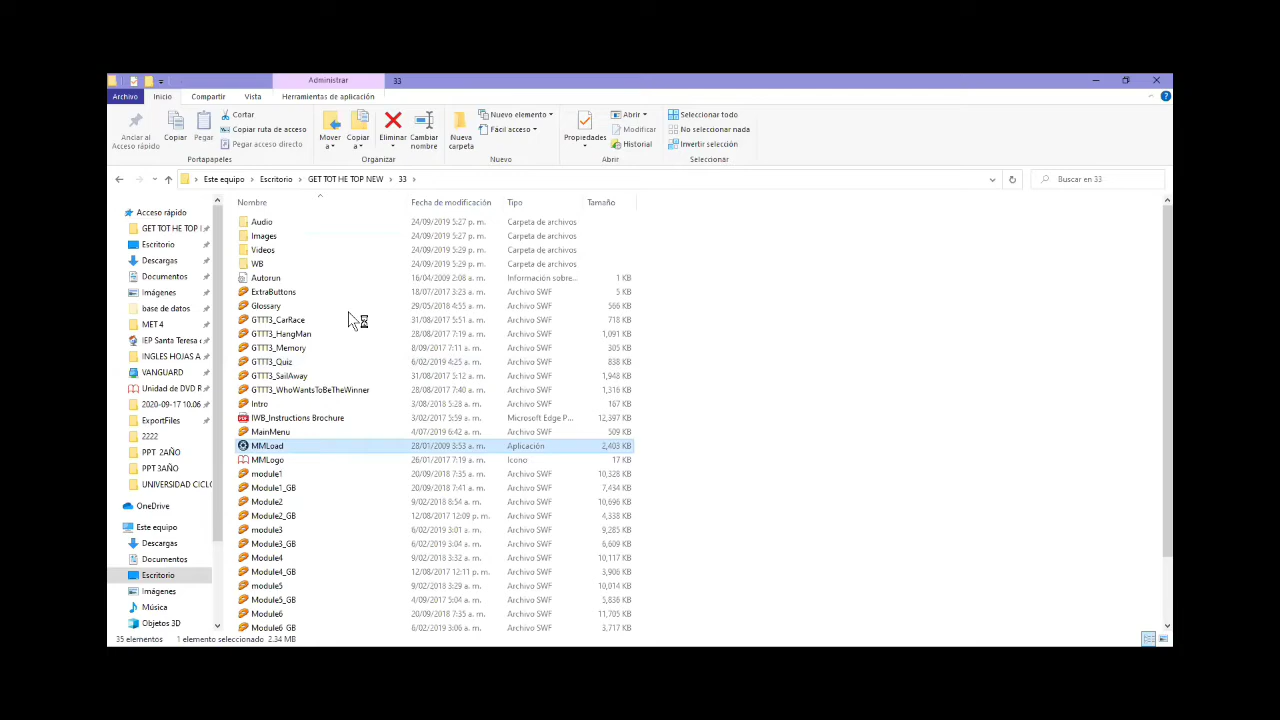 Administrar 33
Archivo Inicio Compartir Vista Herramientas de aplicación
Anclar al Acceso rápido
Copiar
Pegar
Cortar
Copiar ruta de acceso
Pegar acceso directo
Mover a
Copiar a
Eliminar
Cambiar nombre
Nueva carpeta
Nuevo elemento
Fácil acceso
Propiedades
Abrir
Modificar
Historial
Seleccionar todo
No seleccionar nada
Invertir selección
Portapapeles Organizar Nuevo Abrir Seleccionar
Este equipo > Escritorio > GET TOT HE TOP NEW > 33 >
Buscar en 33
Nombre Fecha de modificación Tipo Tamaño
Acceso rápido
GET TOT HE TOP
Escritorio
Descargas
Documentos
Imágenes
base de datos
MET 4
IEP Santa Teresa d
INGLES HOJAS A
VANGUARD
Unidad de DVD R
2020-09-17 10.06
ExportFiles
2222
PPT 2AÑO
PPT 3AÑO
UNIVERSIDAD CICLO
OneDrive
Este equipo
Descargas
Documentos
Escritorio
Imágenes
Música
Objetos 3D
Audio 24/09/2019 5:27 p. m. Carpeta de archivos
Images 24/09/2019 5:27 p. m. Carpeta de archivos
Videos 24/09/2019 5:29 p. m. Carpeta de archivos
WB 24/09/2019 5:29 p. m. Carpeta de archivos
Autorun 16/04/2009 2:08 a. m. Información sobre... 1 KB
ExtraButtons 18/07/2017 3:23 a. m. Archivo SWF 5 KB
Glossary 29/05/2018 4:55 a. m. Archivo SWF 566 KB
GTTT3_CarRace 31/08/2017 5:51 a. m. Archivo SWF 718 KB
GTTT3_HangMan 28/08/2017 7:19 a. m. Archivo SWF 1,091 KB
GTTT3_Memory 8/09/2017 7:11 a. m. Archivo SWF 305 KB
GTTT3_Quiz 6/02/2019 4:25 a. m. Archivo SWF 838 KB
GTTT3_SailAway 31/08/2017 5:12 a. m. Archivo SWF 1,948 KB
GTTT3_WhoWantsToBeTheWinner 28/08/2017 7:40 a. m. Archivo SWF 1,316 KB
Intro 3/08/2018 5:28 a. m. Archivo SWF 167 KB
IWB_Instructions Brochure 3/02/2017 5:59 a. m. Microsoft Edge P... 12,397 KB
MainMenu 4/07/2019 6:42 a. m. Archivo SWF 509 KB
MMLoad 28/01/2009 3:53 a. m. Aplicación 2,403 KB
MMLogo 26/01/2017 7:19 a. m. Icono 17 KB
module1 20/09/2018 7:35 a. m. Archivo SWF 10,328 KB
Module1_GB 20/09/2018 7:41 a. m. Archivo SWF 7,434 KB
Module2 9/02/2018 8:54 a. m. Archivo SWF 10,696 KB
Module2_GB 12/08/2017 12:09 p. m. Archivo SWF 4,338 KB
module3 6/02/2019 3:01 a. m. Archivo SWF 9,285 KB
Module3_GB 6/02/2019 3:04 a. m. Archivo SWF 6,609 KB
Module4 9/02/2018 3:32 a. m. Archivo SWF 10,117 KB
Module4_GB 12/08/2017 12:11 p. m. Archivo SWF 3,906 KB
module5 9/02/2018 3:29 a. m. Archivo SWF 10,014 KB
Module5_GB 4/09/2017 5:04 a. m. Archivo SWF 5,836 KB
Module6 20/09/2018 7:35 a. m. Archivo SWF 11,705 KB
Module6_GB 6/02/2019 3:06 a. m. Archivo SWF 3,717 KB
35 elementos 1 elemento seleccionado 2.34 MB